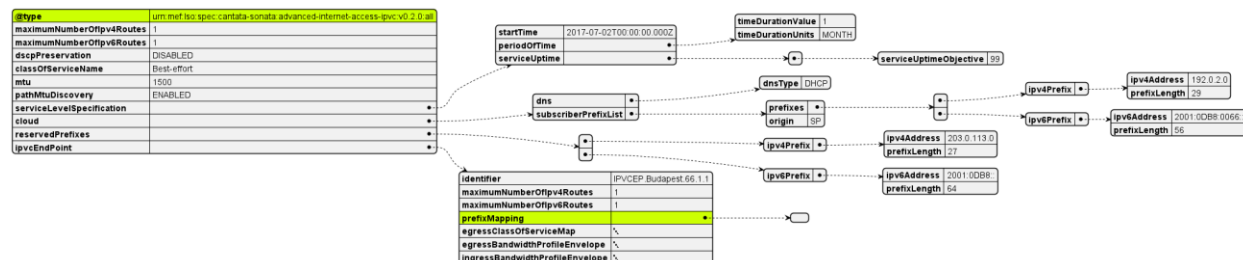 @type urn:mef:lso:spec:cantata-sonata:advanced-internet-access-ipvc:v0.2.0:all
maximumNumberOfIpv4Routes 1
maximumNumberOfIpv6Routes 1
dscpPreservation DISABLED
classOfServiceName Best-effort
mtu 1500
pathMtuDiscovery ENABLED
serviceLevelSpecification
cloud
reservedPrefixes
ipvcEndPoint
startTime 2017-07-02T00:00:00.000Z
periodOfTime
serviceUptime
timeDurationValue 1
timeDurationUnits MONTH
serviceUptimeObjective 99
dns
subscriberPrefixList
dnsType DHCP
prefixes
origin SP
ipv4Prefix
ipv4Address 192.0.2.0
prefixLength 29
ipv6Prefix
ipv6Address 2001:0DB8:0066:
prefixLength 56
ipv4Prefix
ipv4Address 203.0.113.0
prefixLength 27
ipv6Prefix
ipv6Address 2001:0DB8::
prefixLength 64
identifier IPVCEP.Budapest.66.1.1
maximumNumberOfIpv4Routes 1
maximumNumberOfIpv6Routes 1
prefixMapping
egressClassOfServiceMap
egressBandwidthProfileEnvelope
ingressBandwidthProfileEnvelope